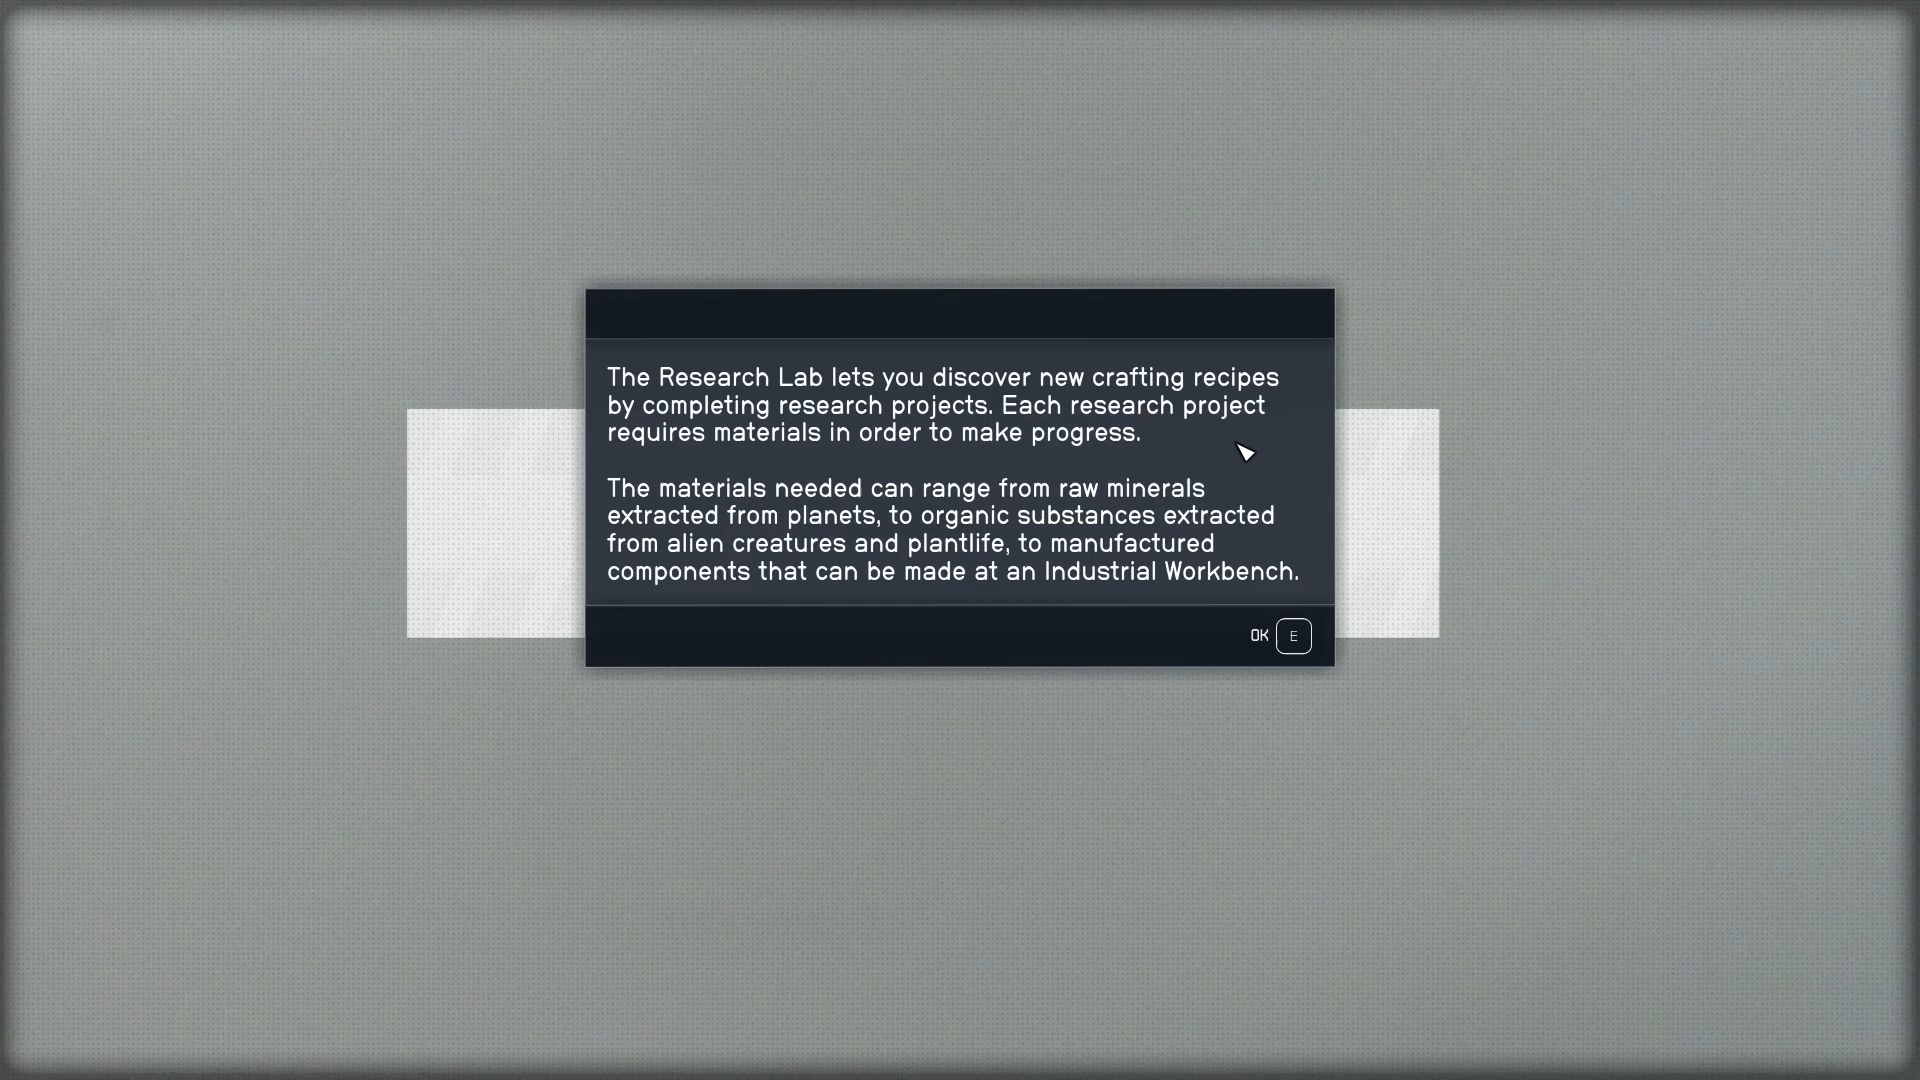 The Research Lab lets you discover new crafting recipes
by completing research projects. Each research project
requires materials in order to make progress.
The materials needed can range from raw minerals
extracted from planets, to organic substances extracted
from alien creatures and plantlife, to manufactured
components that can be made at an Industrial Workbench.
OK E